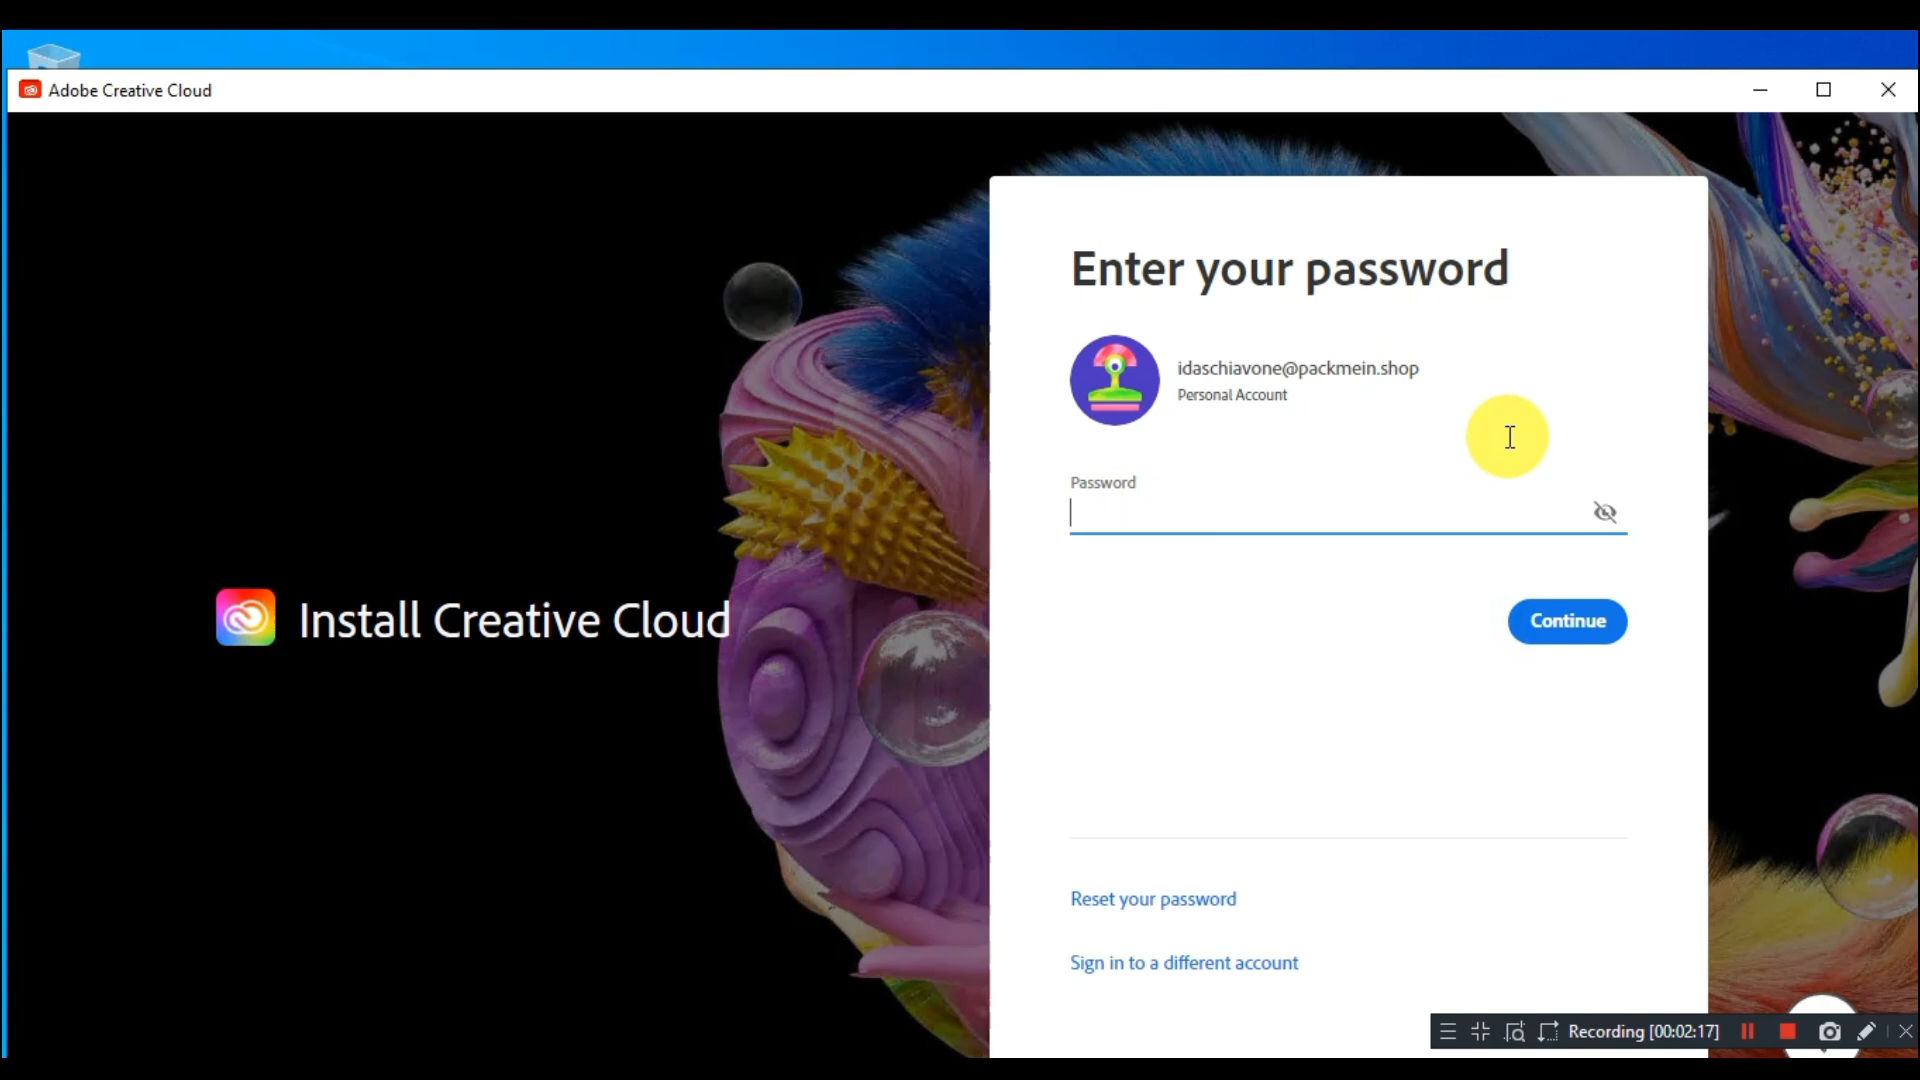 Adobe Creative Cloud
Enter your password
idaschiavone@packmein.shop
Personal Account
Password
Install Creative Cloud
Continue
Reset your password
Sign in to a different account
Recording [00:02:17]